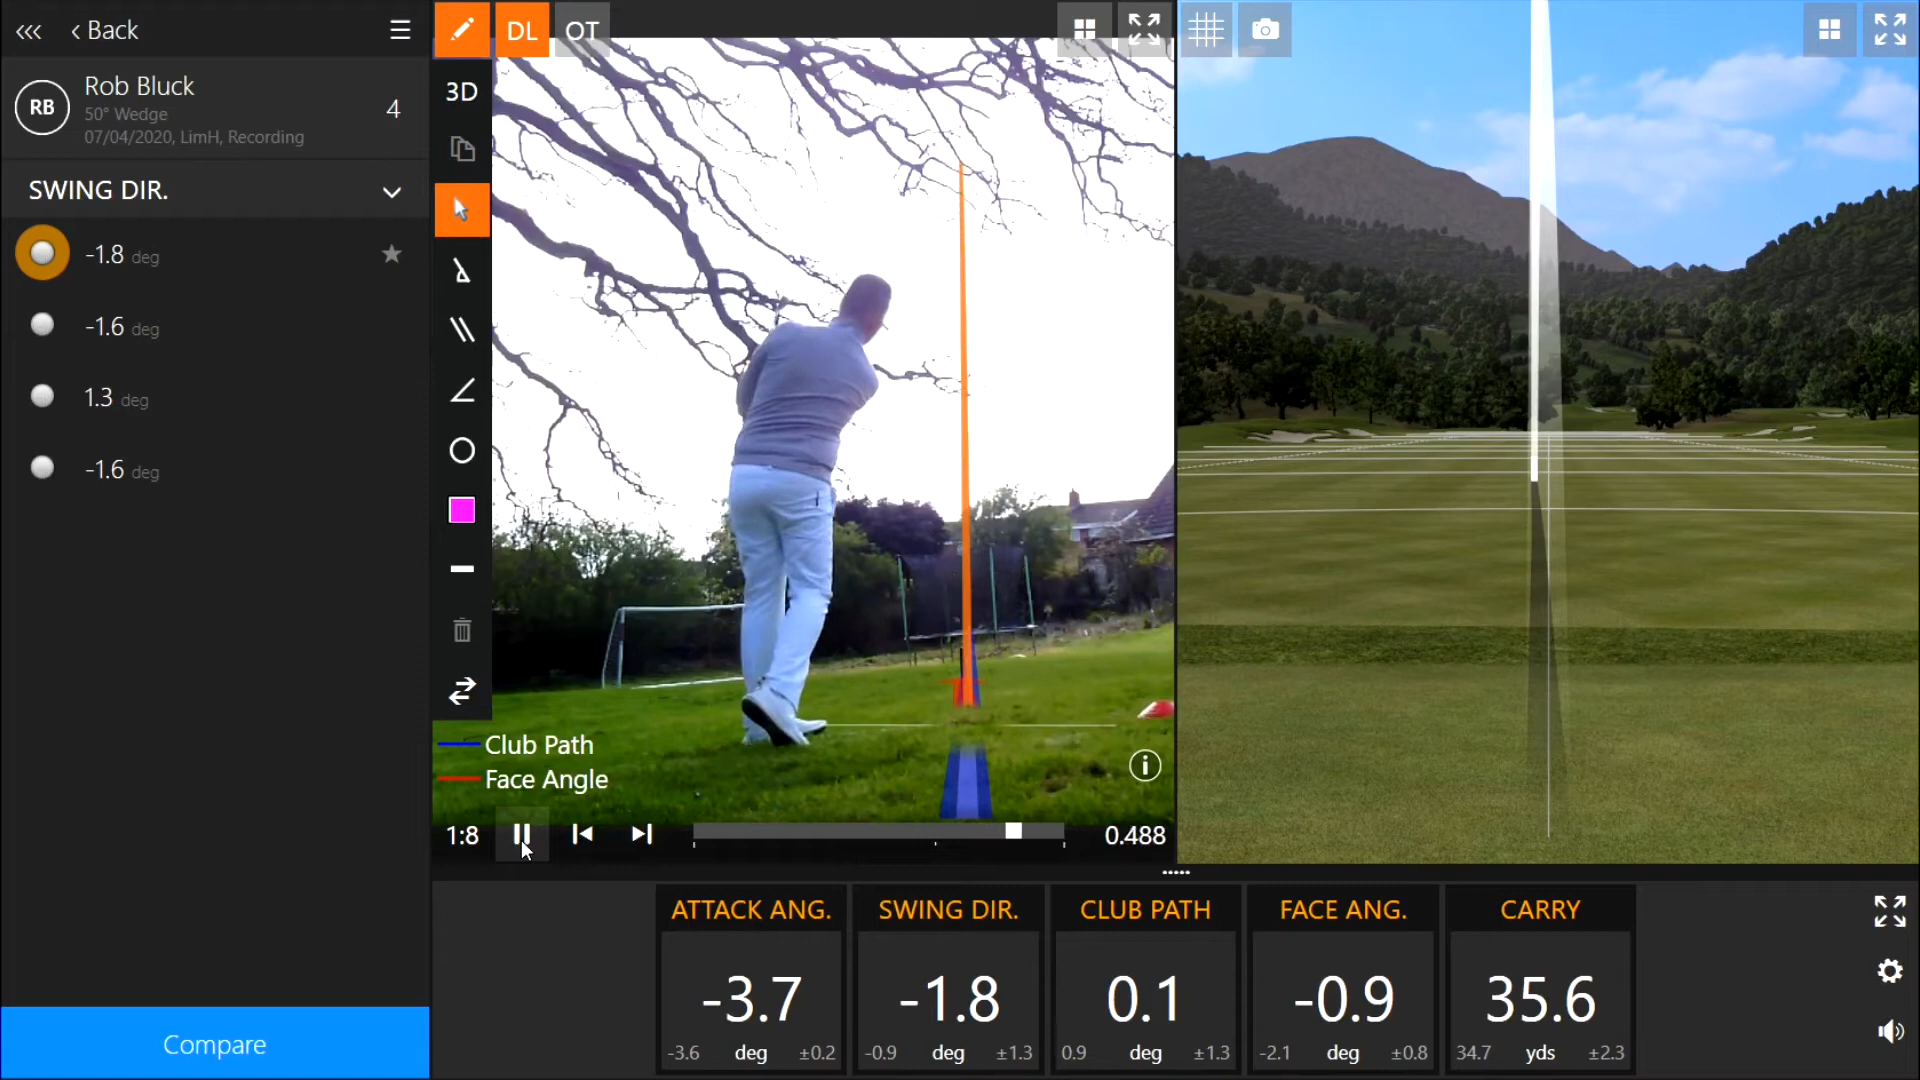 Back
RB
Rob Bluck
50° Wedge
07/04/2020, LimH, Recording
4
SWING DIR.
-1.8 deg
-1.6 deg
1.3 deg
-1.6 deg
Compare
DL
OT
3D
Club Path
Face Angle
1:8
0.488
ATTACK ANG.
-3.7
-3.6 deg ±0.2
SWING DIR.
-1.8
-0.9 deg ±1.3
CLUB PATH
0.1
0.9 deg ±1.3
FACE ANG.
-0.9
-2.1 deg ±0.8
CARRY
35.6
34.7 yds ±2.3